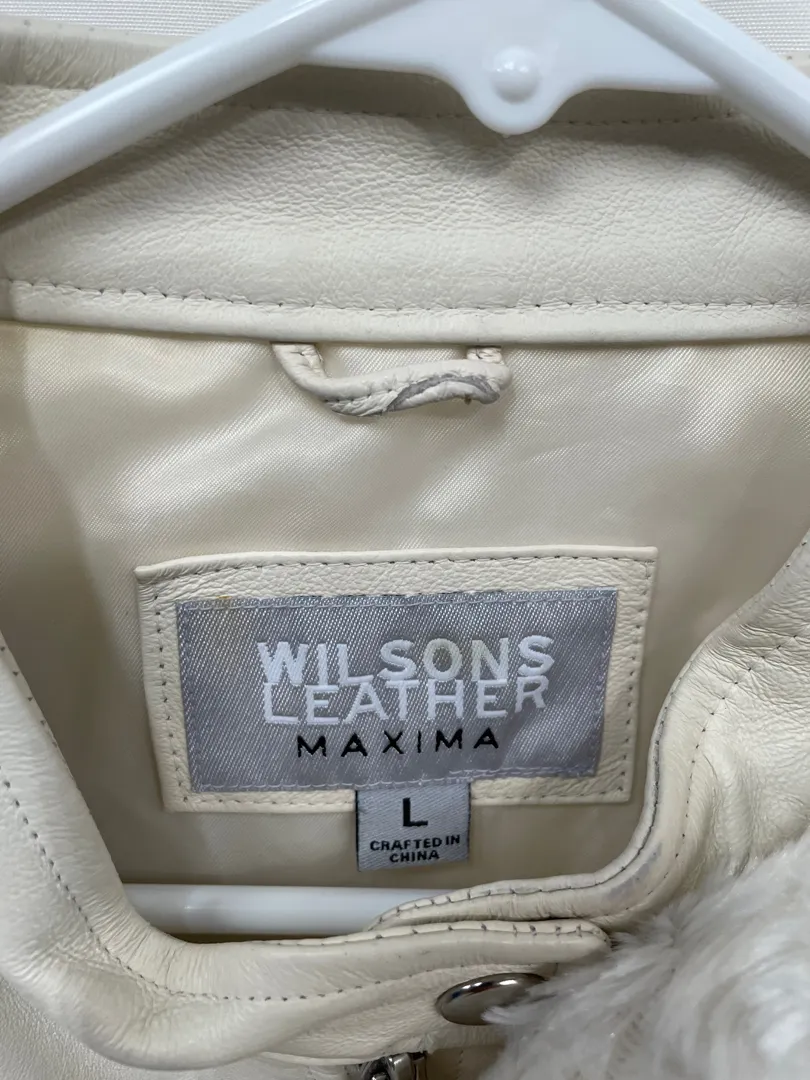 WILSONS
LEATHER
MAXIMA
L
CRAFTED IN
CHINA